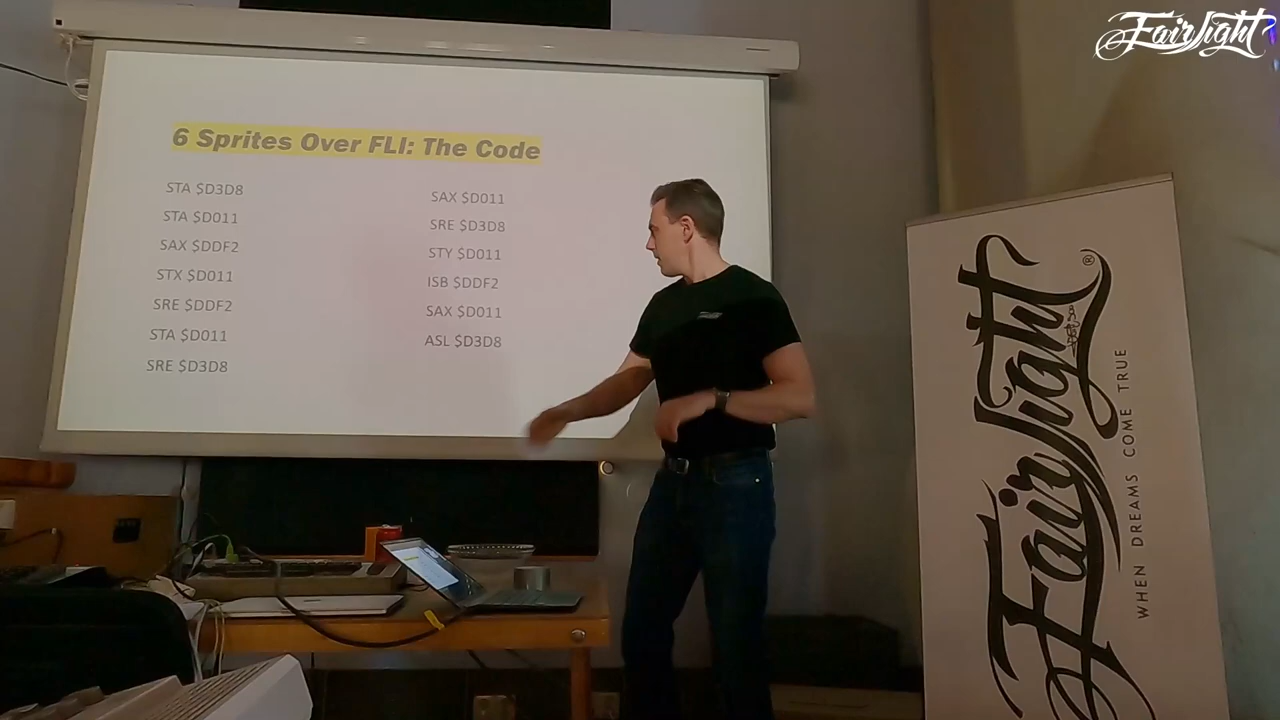 Fairlight
6 Sprites Over FLI: The Code
STA $D3D8
STA $D011
SAX $DDF2
STX $D011
SRE $DDF2
STA $D011
SRE $D3D8
SAX $D011
SRE $D3D8
STY $D011
ISB $DDF2
SAX $D011
ASL $D3D8
Fairlight®
WHEN DREAMS COME TRUE
Fairlight